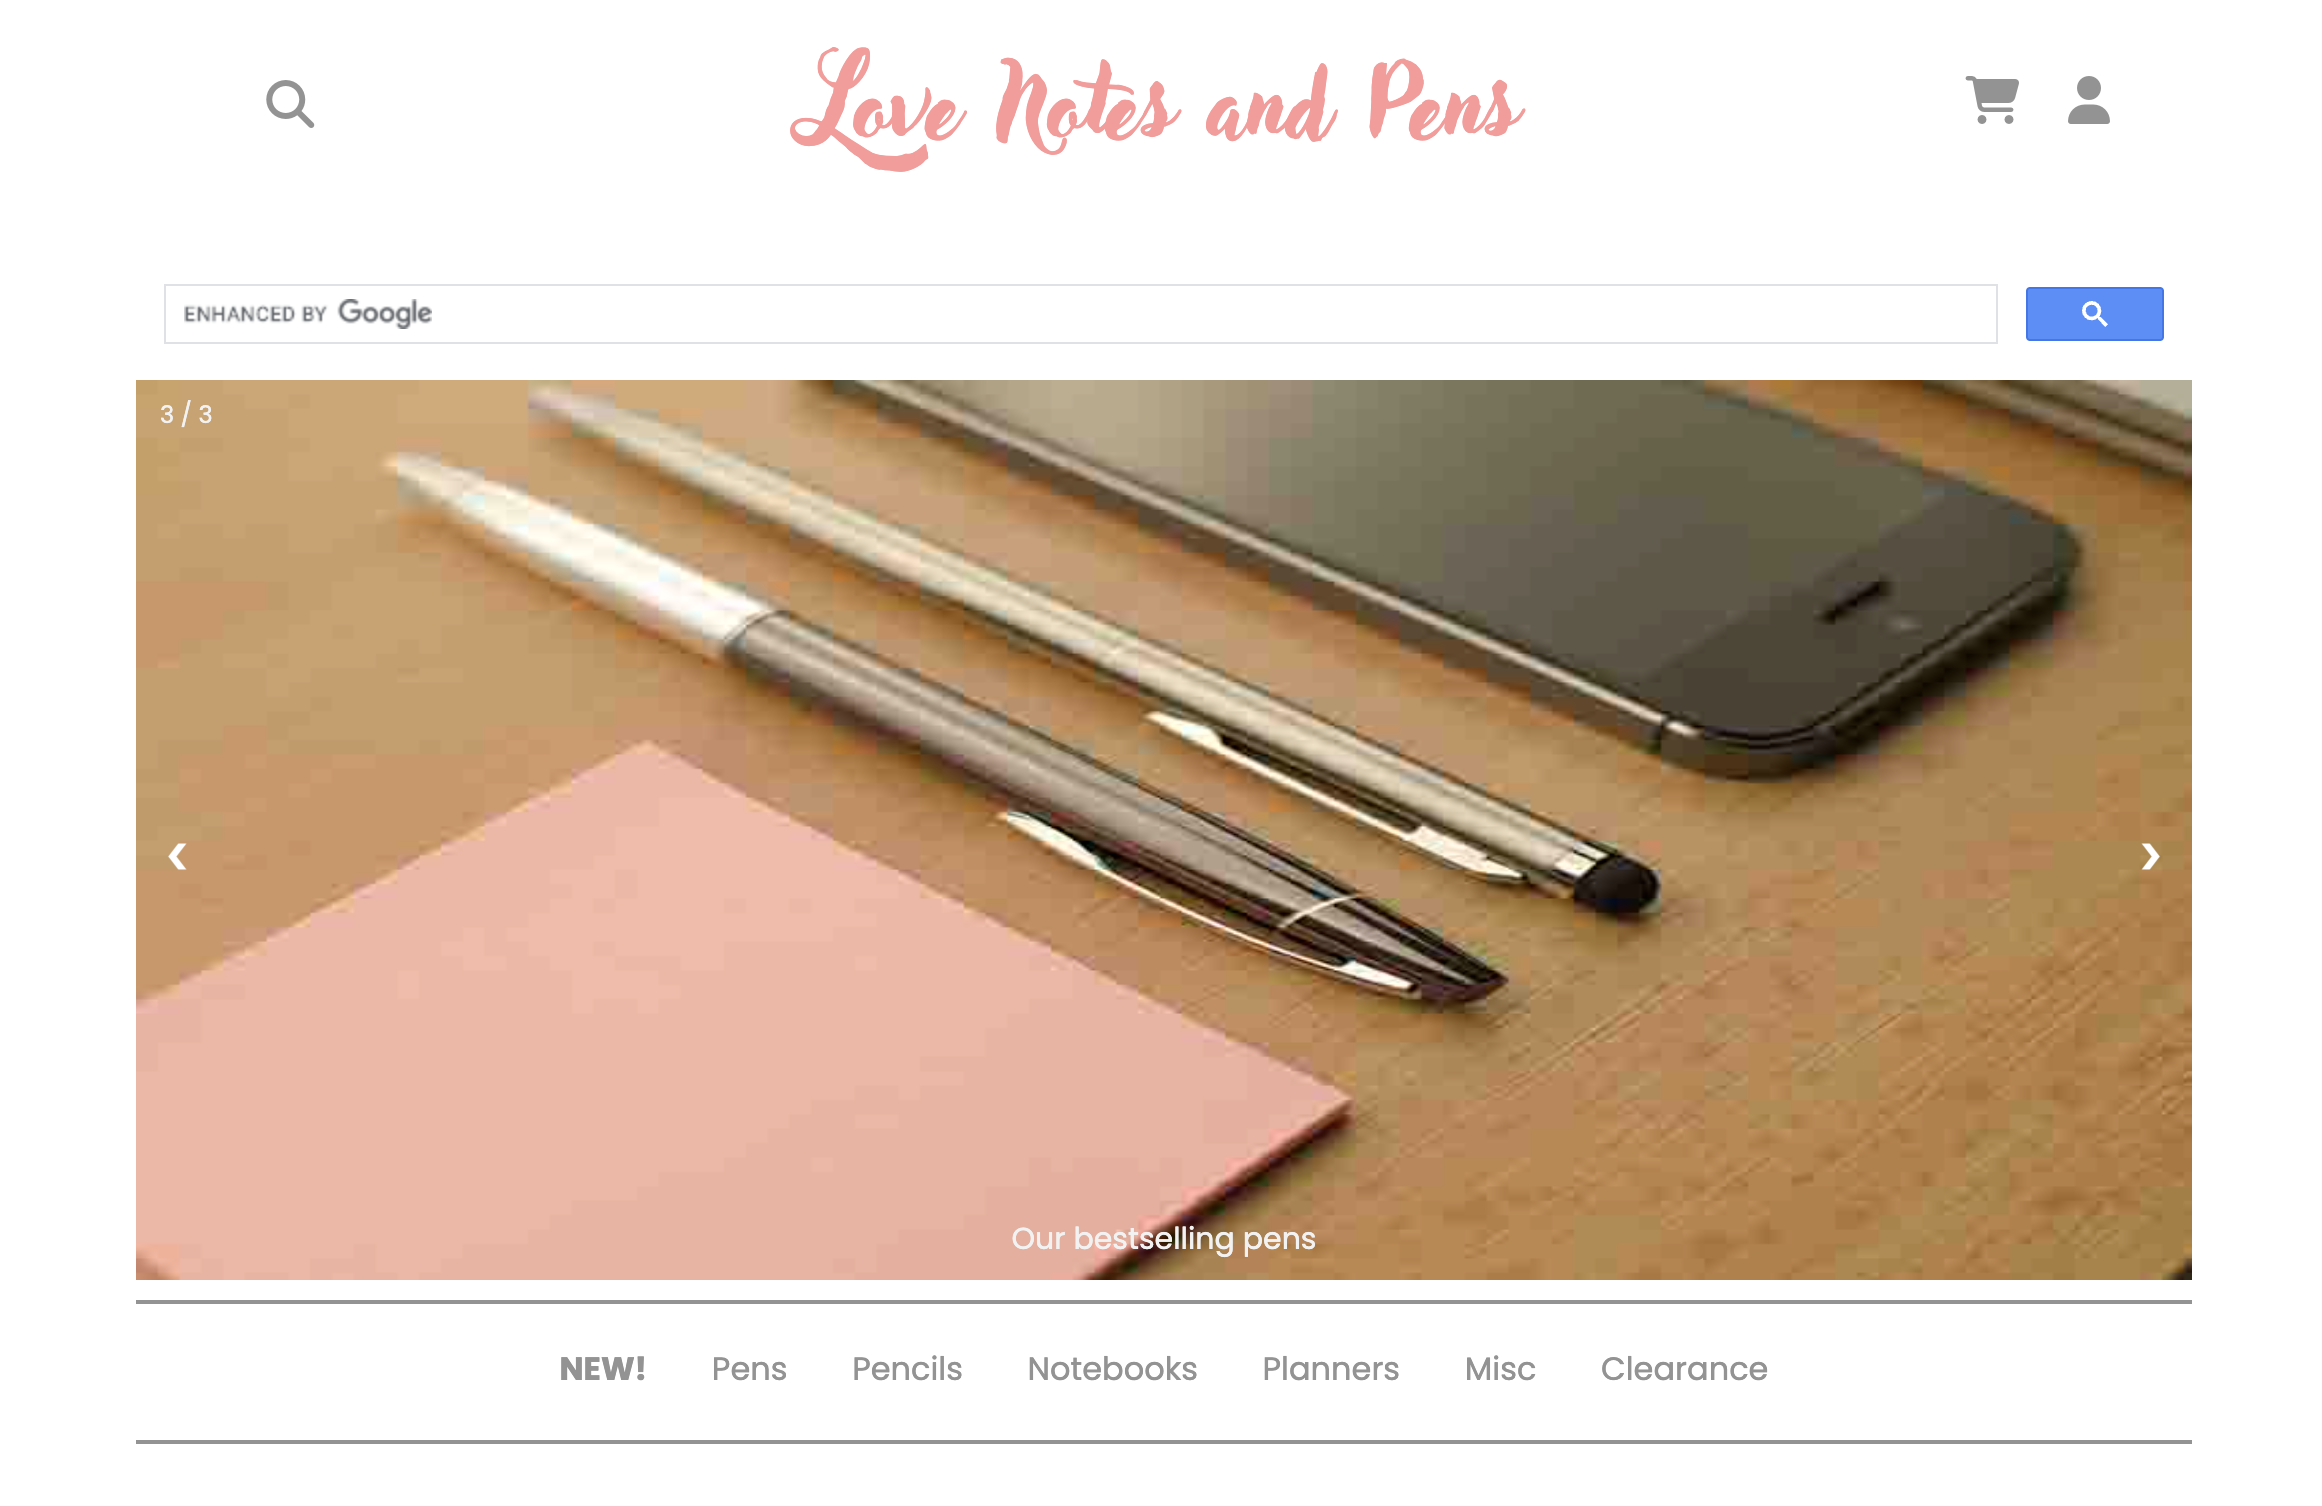 Love Notes and Pens
ENHANCED BY Google
3 / 3
Our bestselling pens
NEW! Pens Pencils Notebooks Planners Misc Clearance